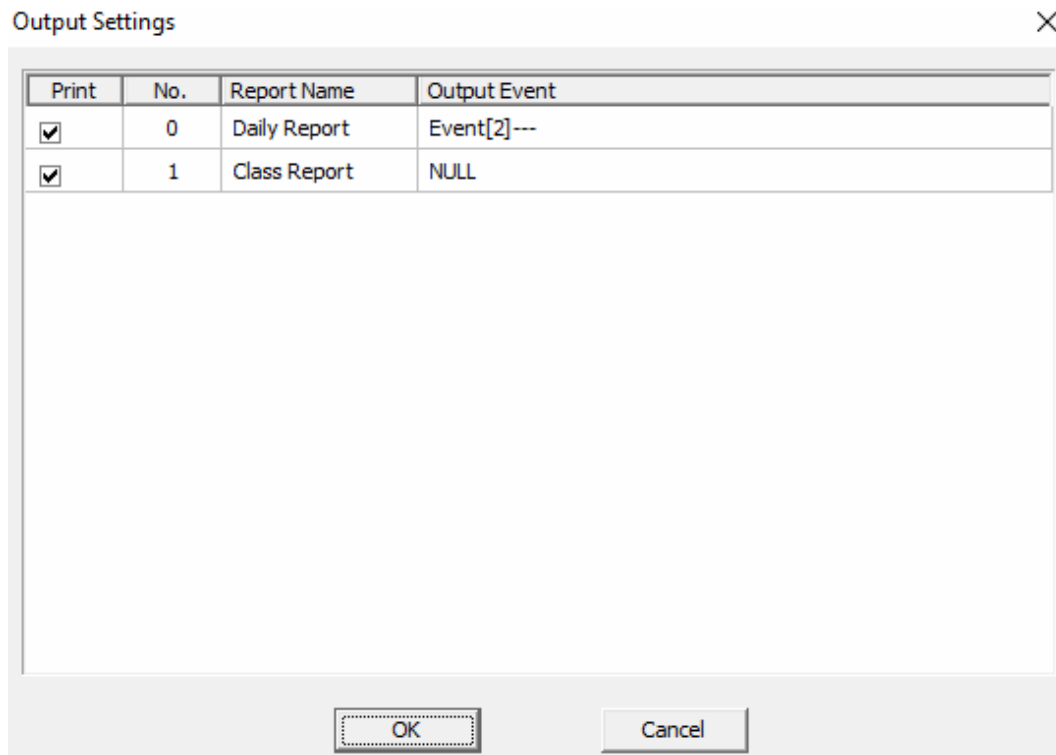 Output Settings
Print No. Report Name Output Event
0 Daily Report Event[2]---
1 Class Report NULL
OK Cancel